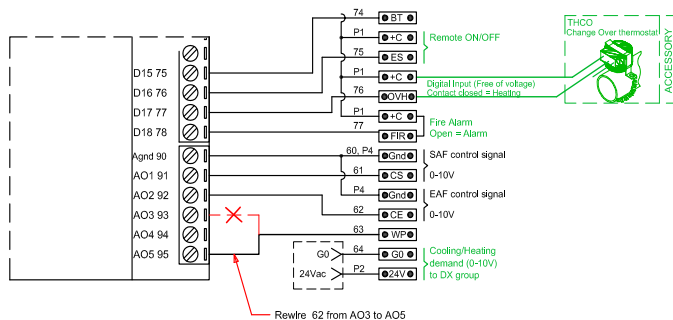 74 BT
P1 +C Remote ON/OFF
75 ES
P1 +C
76 OVH
Digital Input (Free of voltage)
Contact closed = Heating
THCO
Change Over thermostat
ACCESSORY
P1 +C
77 FIR
Fire Alarm
Open = Alarm
60, P4 Gnd SAF control signal
61 CS 0-10V
P4 Gnd EAF control signal
62 CE 0-10V
63 WP
G0 64 G0
24Vac P2 24V
Cooling/Heating
demand (0-10V)
to DX group
D15 75
D16 76
D17 77
D18 78
Agnd 90
AO1 91
AO2 92
AO3 93
AO4 94
AO5 95
Rewire 62 from AO3 to AO5